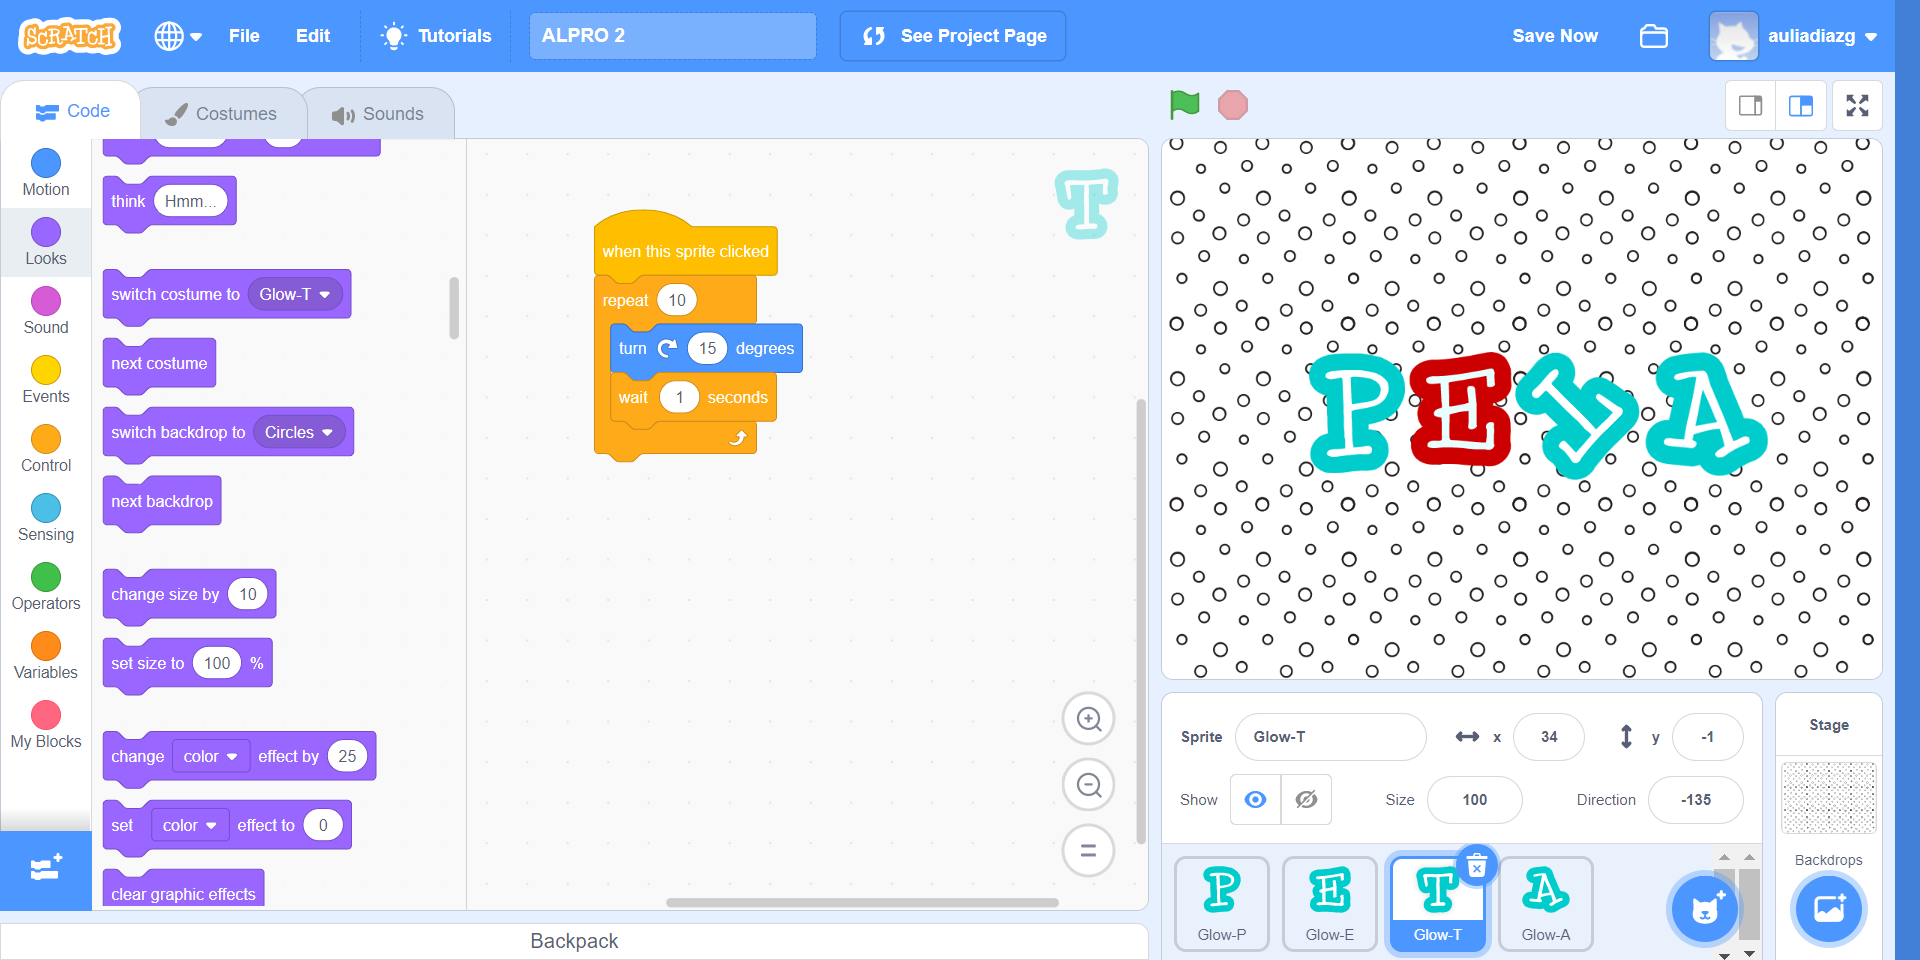 SCRATCH File Edit Tutorials ALPRO 2 See Project Page Save Now auliadiazg
Code Costumes Sounds
Motion
Looks
Sound
Events
Control
Sensing
Operators
Variables
My Blocks
think Hmm...
switch costume to Glow-T
next costume
switch backdrop to Circles
next backdrop
change size by 10
set size to 100 %
change color effect by 25
set color effect to 0
clear graphic effects
when this sprite clicked
repeat 10
turn 15 degrees
wait 1 seconds
T
=
Backpack
P E T A
Sprite Glow-T x 34 y -1
Show Size 100 Direction -135
P E T A
Glow-P Glow-E Glow-T Glow-A
Stage
Backdrops